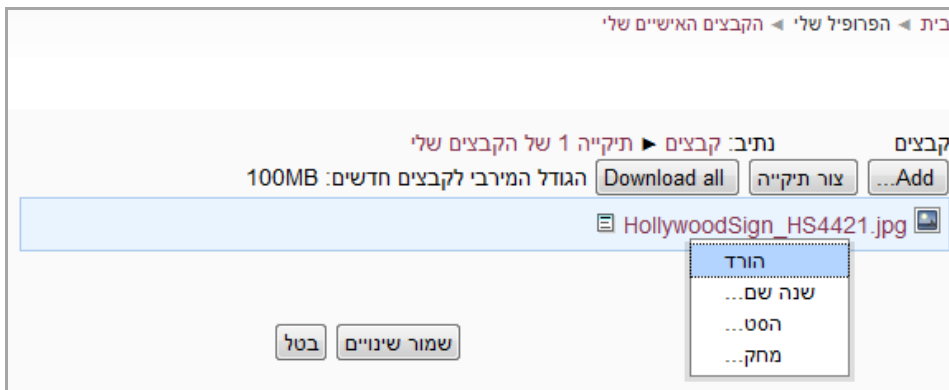 בית ◄ הפרופיל שלי ◄ הקבצים האישיים שלי
קבצים נתיב: קבצים ◄ תיקייה 1 של הקבצים שלי
Add... צור תיקייה Download all הגודל המירבי לקבצים חדשים: 100MB
HollywoodSign_HS4421.jpg
הורד
שנה שם...
הסט...
מחק...
שמור שינויים בטל